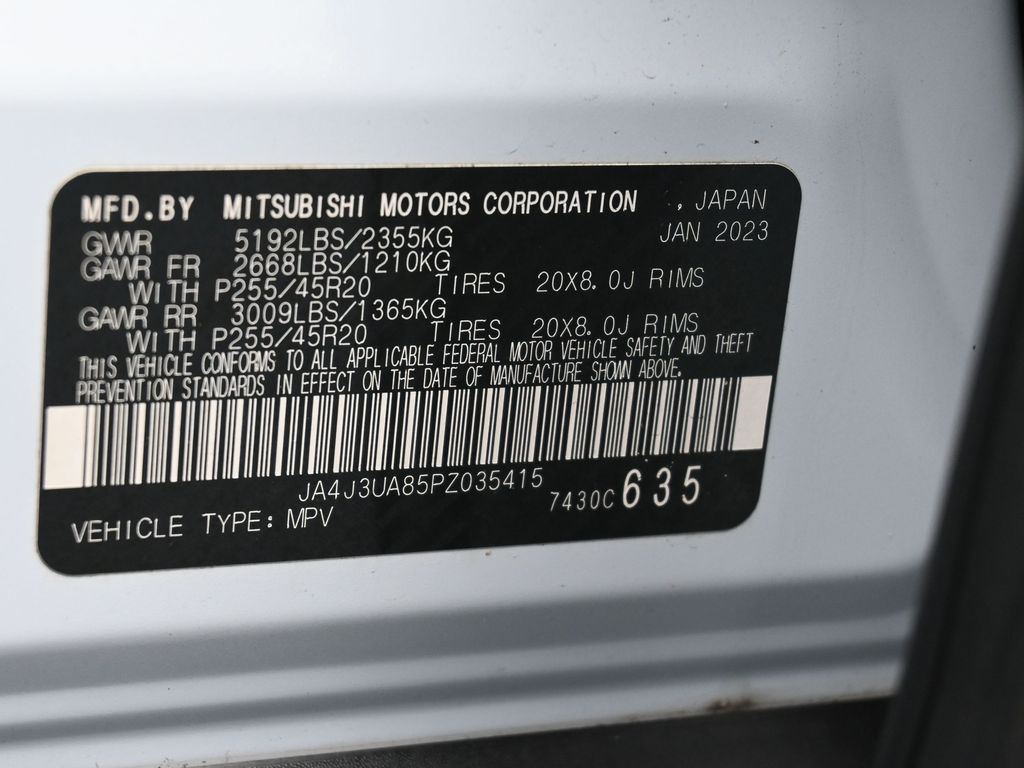 MFD.BY MITSUBISHI MOTORS CORPORATION , JAPAN
GVWR 5192LBS/2355KG JAN 2023
GAWR FR 2668LBS/1210KG
WITH P255/45R20 TIRES 20X8.0J RIMS
GAWR RR 3009LBS/1365KG
WITH P255/45R20 TIRES 20X8.0J RIMS
THIS VEHICLE CONFORMS TO ALL APPLICABLE FEDERAL MOTOR VEHICLE SAFETY AND THEFT
PREVENTION STANDARDS IN EFFECT ON THE DATE OF MANUFACTURE SHOWN ABOVE.
JA4J3UA85PZ035415
7430C 635
VEHICLE TYPE: MPV